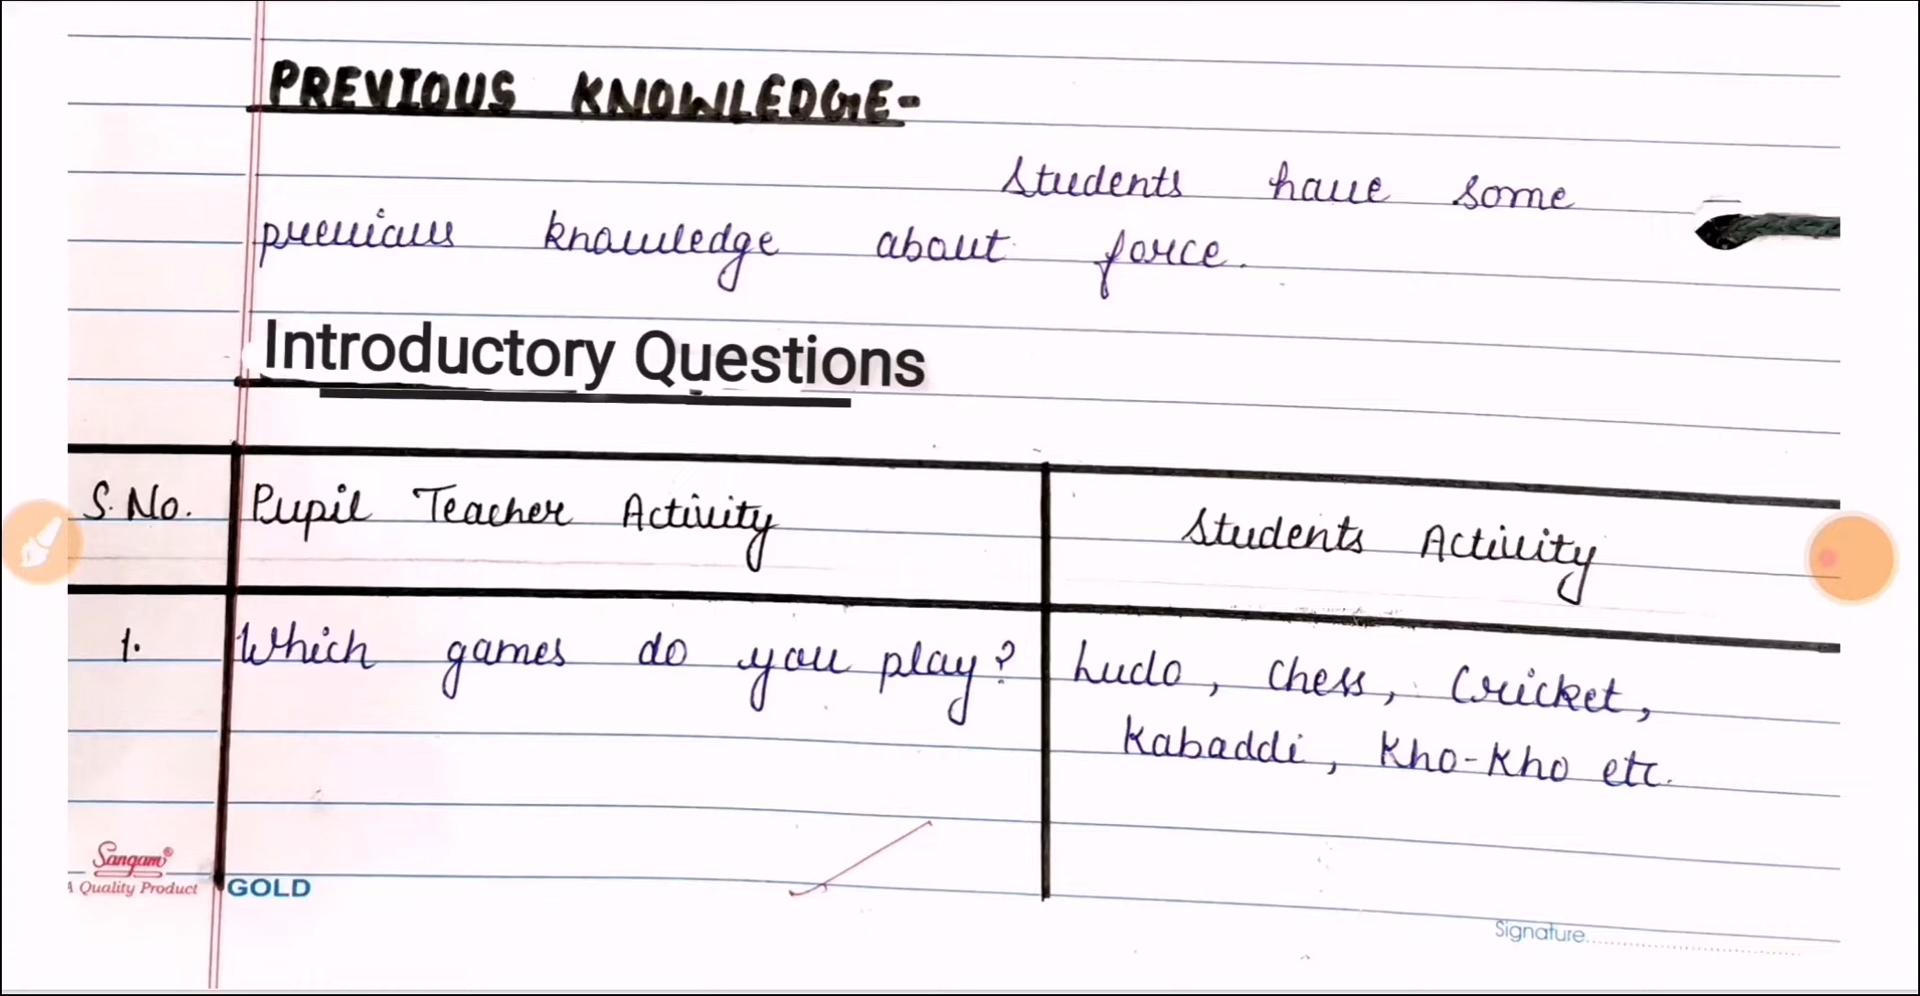 PREVIOUS KNOWLEDGE-
Students have some
previous knowledge about force.
Introductory Questions
S.No. Pupil Teacher Activity Students Activity
1. Which games do you play? Ludo, Chess, Cricket,
Kabaddi, Kho-Kho etc.
Sangam®
A Quality Product GOLD
Signature